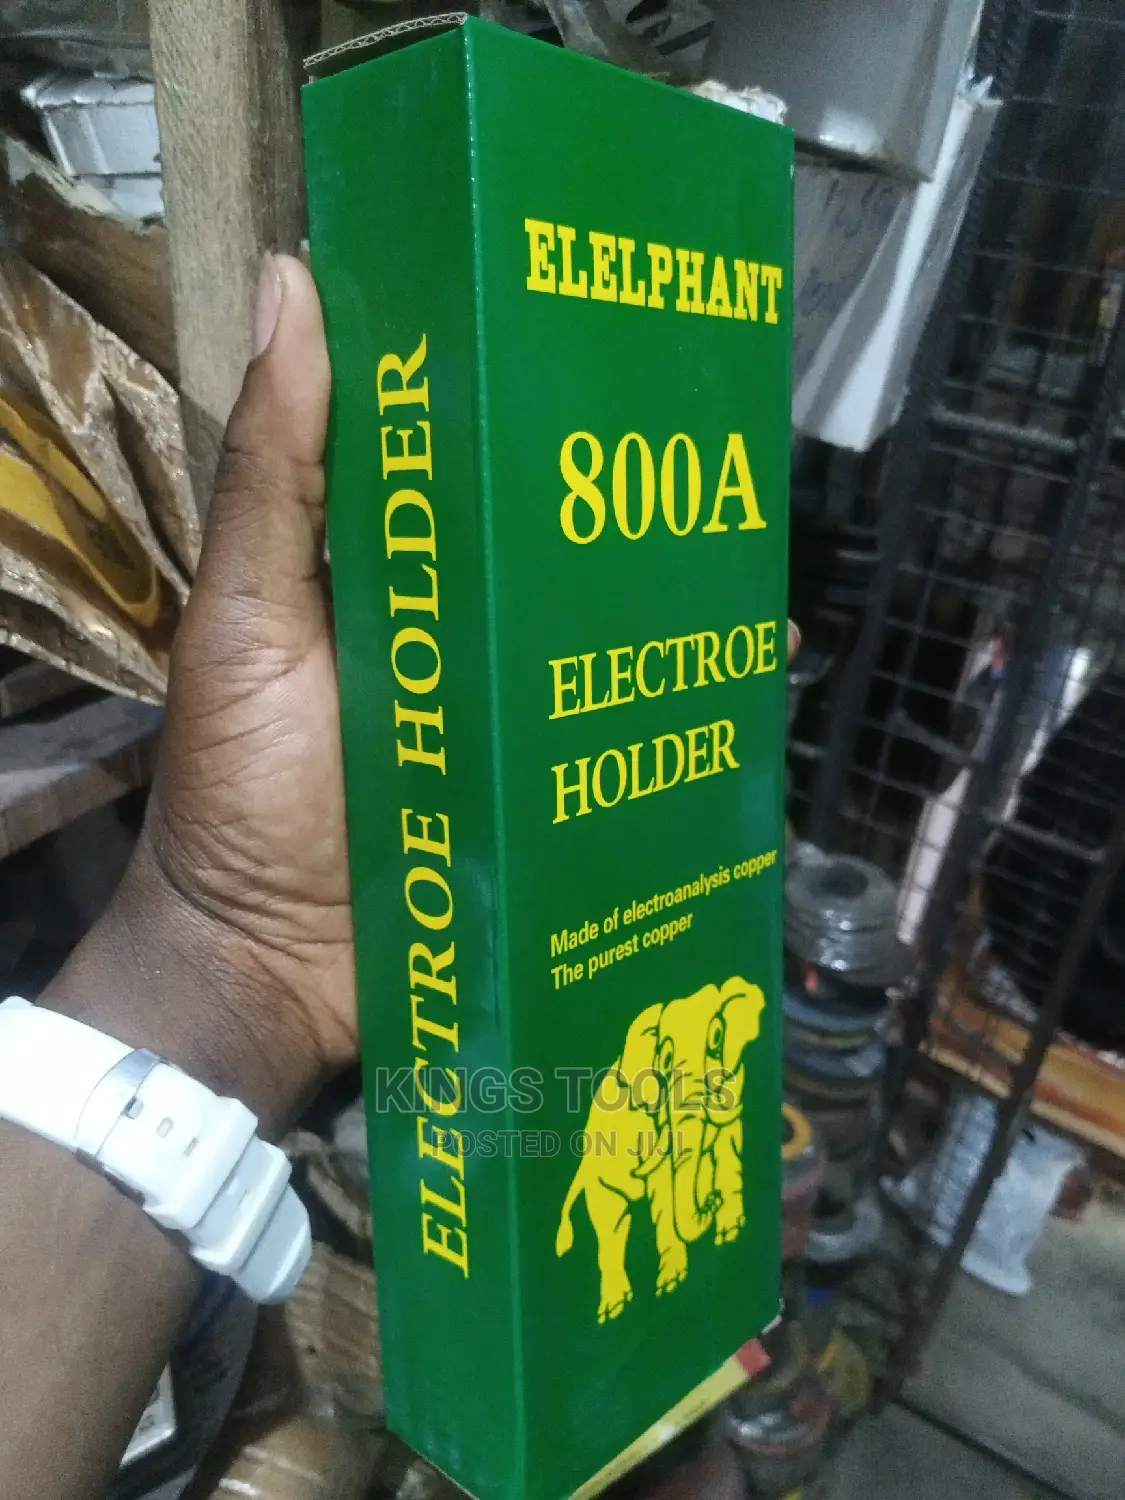 ELELPHANT
800A
ELECTROE
HOLDER
Made of electroanalysis copper
The purest copper
ELECTROE HOLDER
KINGS TOOLS
POSTED ON JIJI